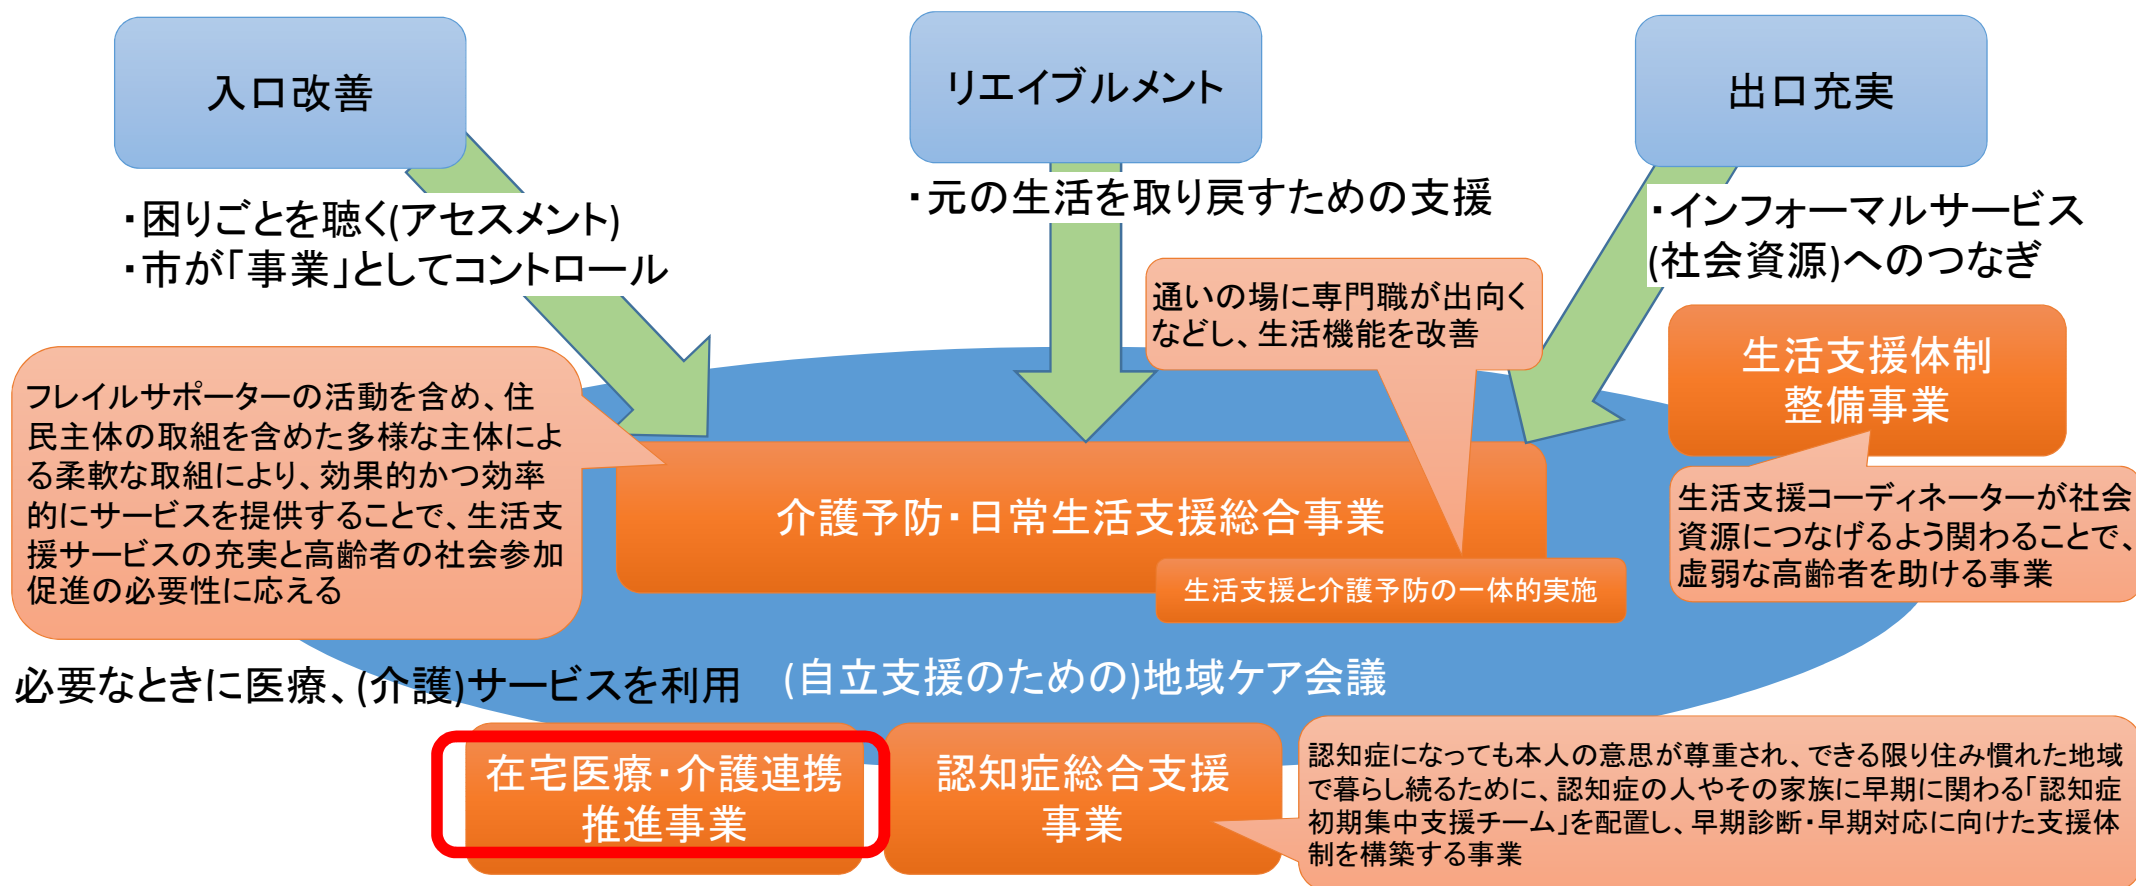 入口改善
リエイブルメント
出口充実
・困りごとを聴く(アセスメント)
・市が「事業」としてコントロール
・元の生活を取り戻すための支援
・インフォーマルサービス
(社会資源)へのつなぎ
通いの場に専門職が出向く
などし、生活機能を改善
生活支援体制
整備事業
フレイルサポーターの活動を含め、住
民主体の取組を含めた多様な主体によ
る柔軟な取組により、効果的かつ効率
的にサービスを提供することで、生活支
援サービスの充実と高齢者の社会参加
促進の必要性に応える
介護予防・日常生活支援総合事業
生活支援と介護予防の一体的実施
生活支援コーディネーターが社会
資源につなげるよう関わることで、
虚弱な高齢者を助ける事業
必要なときに医療、(介護)サービスを利用
(自立支援のための)地域ケア会議
在宅医療・介護連携
推進事業
認知症総合支援
事業
認知症になっても本人の意思が尊重され、できる限り住み慣れた地域
で暮らし続るために、認知症の人やその家族に早期に関わる「認知症
初期集中支援チーム」を配置し、早期診断・早期対応に向けた支援体
制を構築する事業